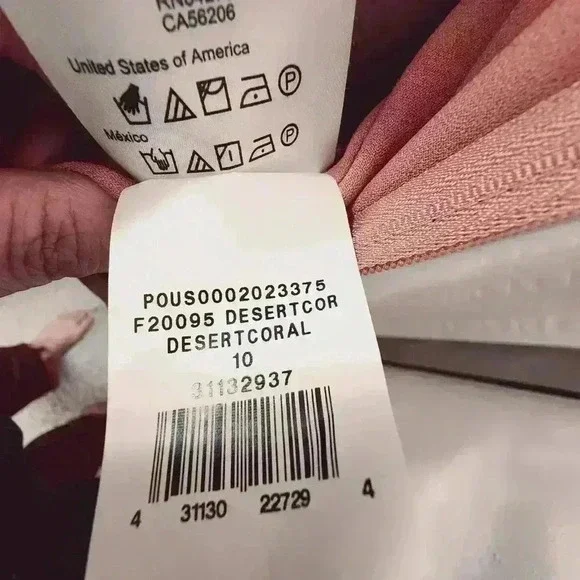 CA56206
United States of America
P
México
P
POUS0002023375
F20095 DESERTCOR
DESERTCORAL
10
31132937
4 31130 22729 4